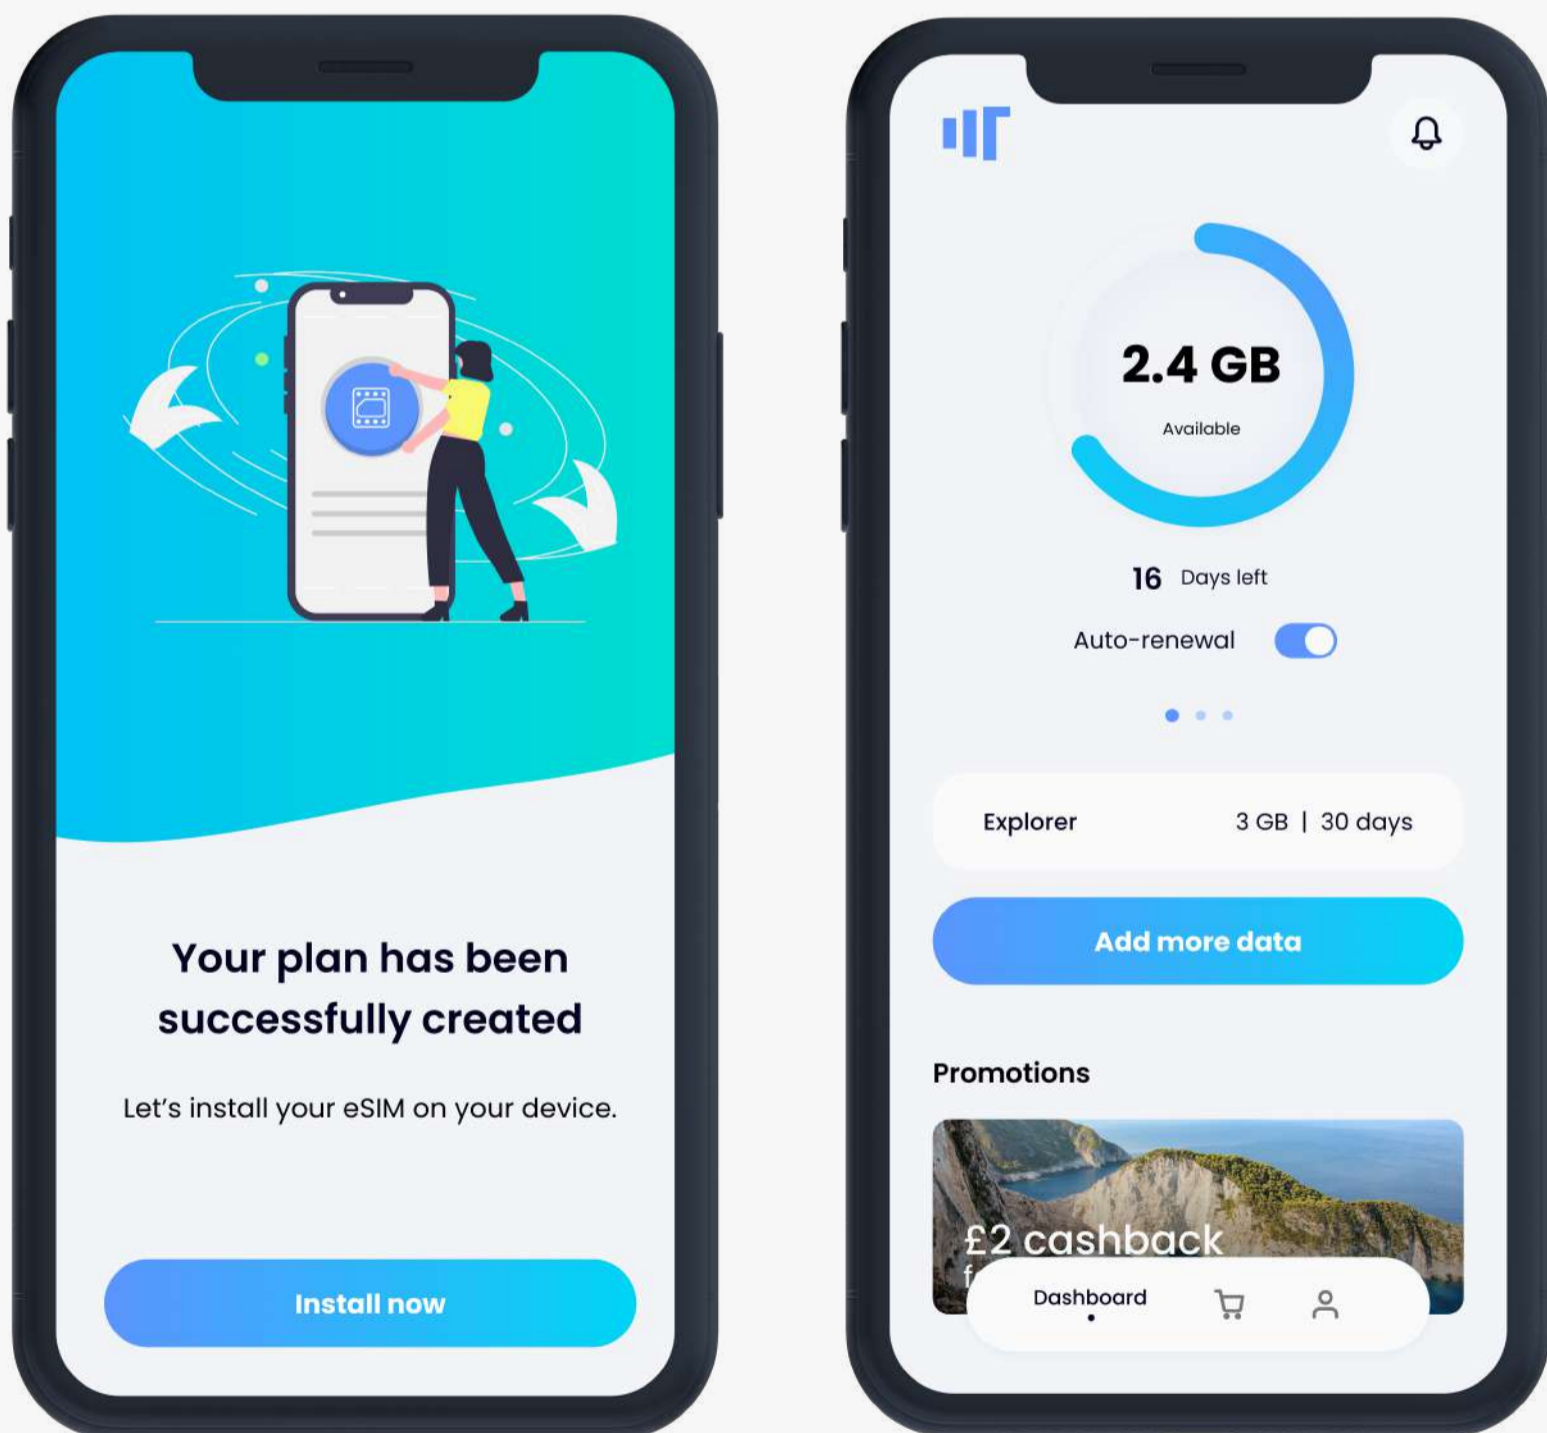 Your plan has been
successfully created
Let's install your eSIM on your device.
Install now
2.4 GB
Available
16 Days left
Auto-renewal
Explorer 3 GB | 30 days
Add more data
Promotions
£2 cashback
Dashboard